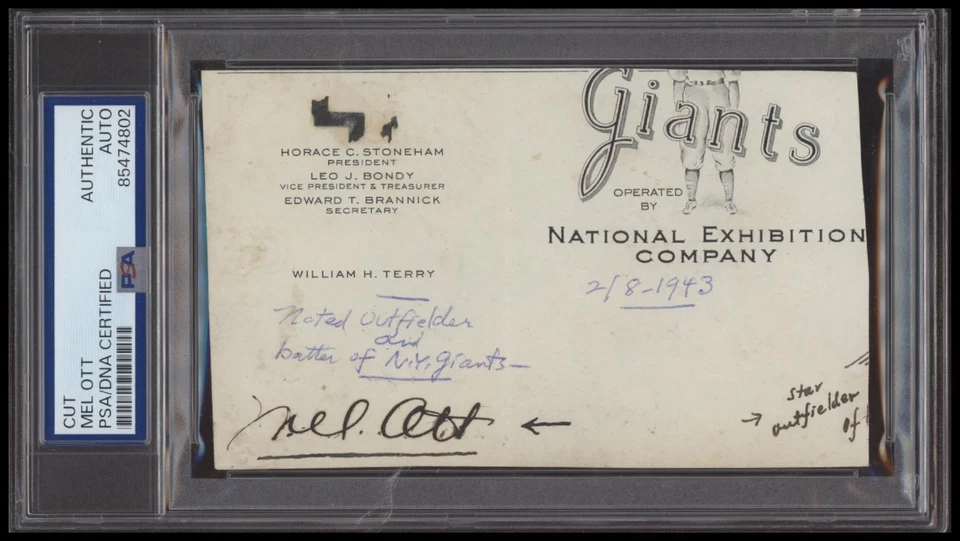 CUT
MEL OTT
PSA/DNA CERTIFIED
AUTHENTIC
AUTO
85474802
PSA
HORACE C. STONEHAM
PRESIDENT
LEO J. BONDY
VICE PRESIDENT & TREASURER
EDWARD T. BRANNICK
SECRETARY
WILLIAM H. TERRY
Giants
OPERATED
BY
NATIONAL EXHIBITION
COMPANY
2/8-1943
Noted Outfielder
and
batter of N.Y. Giants-
Mel. Ott ←
→ star
outfielder
of